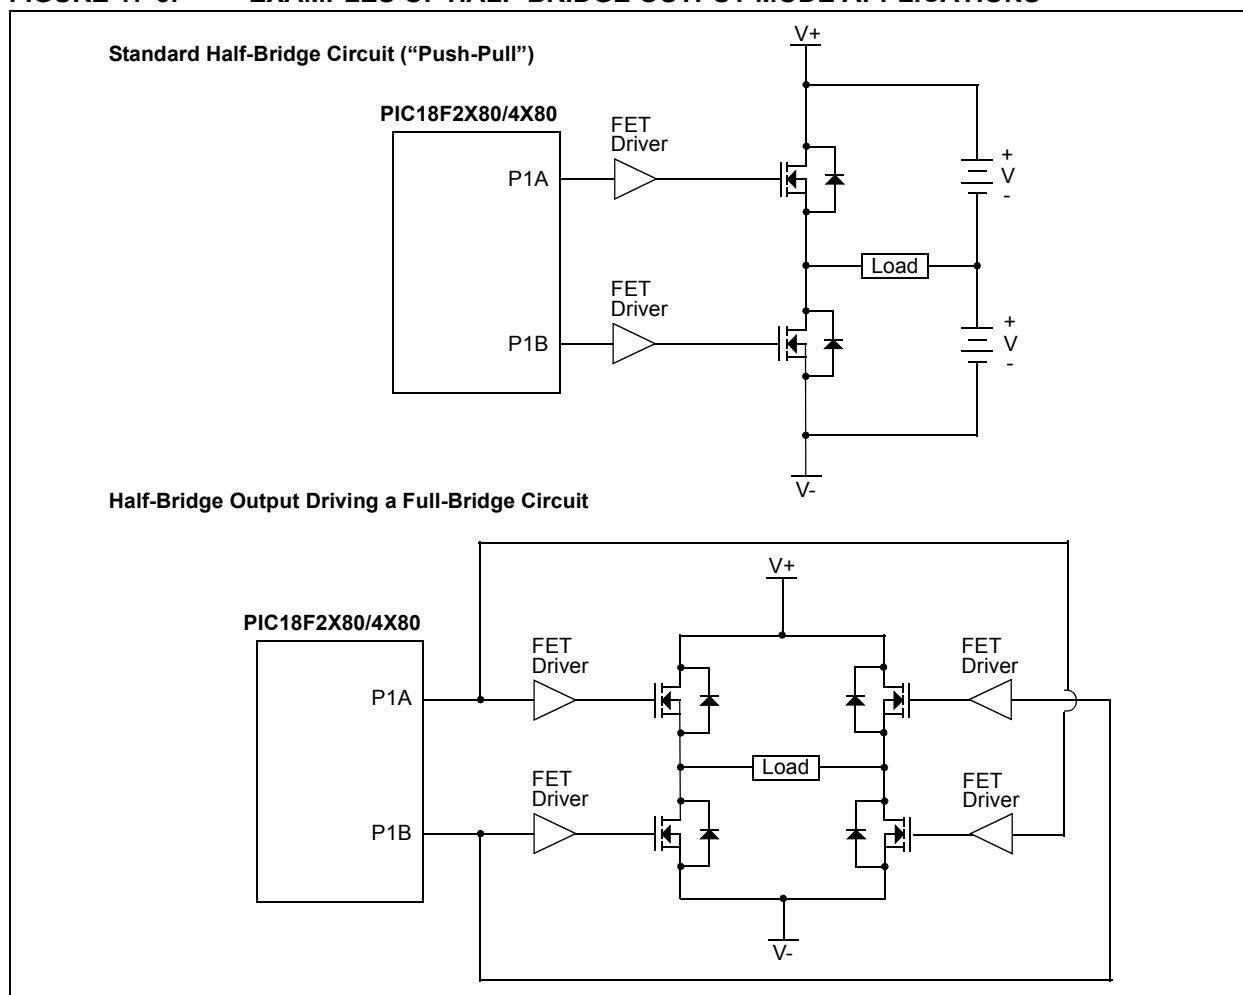 Standard Half-Bridge Circuit (“Push-Pull”)
V+
PIC18F2X80/4X80
FET
Driver
P1A
+
V
-
Load
FET
Driver
P1B
+
V
-
V-
Half-Bridge Output Driving a Full-Bridge Circuit
V+
PIC18F2X80/4X80
FET
Driver
FET
Driver
P1A
Load
FET
Driver
FET
Driver
P1B
V-